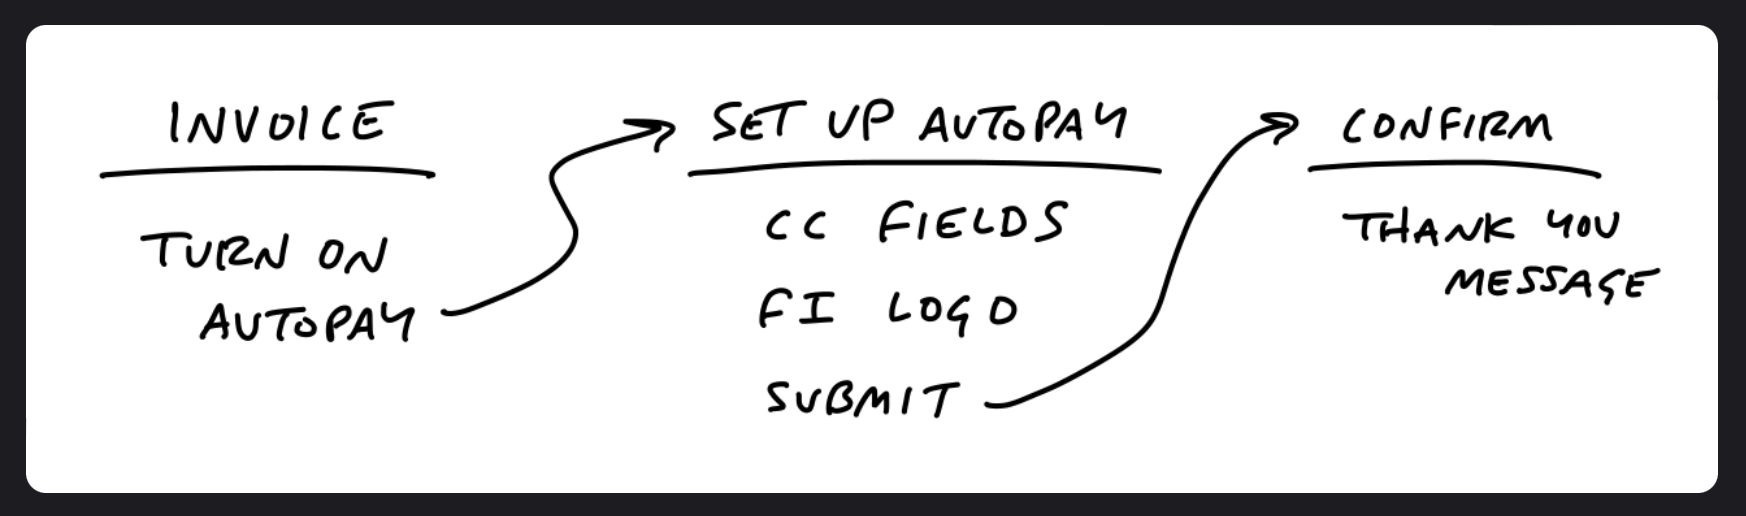 INVOICE
TURN ON
AUTOPAY
SET UP AUTOPAY
CC FIELDS
FI LOGO
SUBMIT
CONFIRM
THANK YOU
MESSAGE